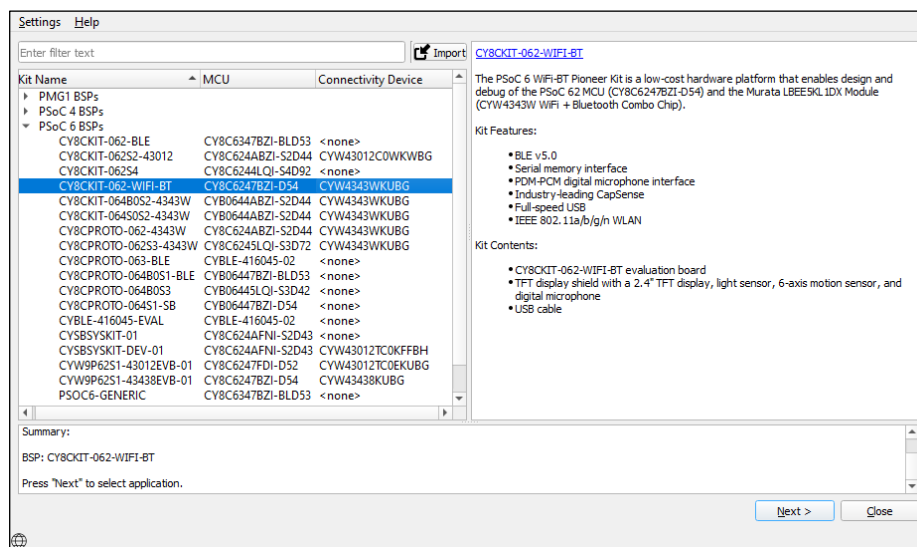 Settings Help
Enter filter text
Import
Kit Name MCU Connectivity Device
PMG1 BSPs
PSoC 4 BSPs
PSoC 6 BSPs
CY8CKIT-062-BLE CY8C6347BZI-BLD53 <none>
CY8CKIT-062S2-43012 CY8C624ABZI-S2D44 CYW43012C0WKWBG
CY8CKIT-062S4 CY8C6244LQI-S4D92 <none>
CY8CKIT-062-WIFI-BT CY8C6247BZI-D54 CYW4343WKUBG
CY8CKIT-064B0S2-4343W CYB0644ABZI-S2D44 CYW4343WKUBG
CY8CKIT-064S0S2-4343W CYB0644ABZI-S2D44 CYW4343WKUBG
CY8CPROTO-062-4343W CY8C624ABZI-S2D44 CYW4343WKUBG
CY8CPROTO-062S3-4343W CY8C6245LQI-S3D72 CYW4343WKUBG
CY8CPROTO-063-BLE CYBLE-416045-02 <none>
CY8CPROTO-064B0S1-BLE CYB06447BZI-BLD53 <none>
CY8CPROTO-064B0S3 CYB06445LQI-S3D42 <none>
CY8CPROTO-064S1-SB CYB06447BZI-D54 <none>
CYBLE-416045-EVAL CYBLE-416045-02 <none>
CYSBSYSKIT-01 CY8C624AFNI-S2D43 <none>
CYSBSYSKIT-DEV-01 CY8C624AFNI-S2D43 CYW43012TC0KFFBH
CYW9P62S1-43012EVB-01 CY8C6247FDI-D52 CYW43012TC0EKUBG
CYW9P62S1-43438EVB-01 CY8C6247BZI-D54 CYW43438KUBG
PSOC6-GENERIC CY8C6347BZI-BLD53 <none>
CY8CKIT-062-WIFI-BT
The PSoC 6 WiFi-BT Pioneer Kit is a low-cost hardware platform that enables design and
debug of the PSoC 62 MCU (CY8C6247BZI-D54) and the Murata LBEE5KL1DX Module
(CYW4343W WiFi + Bluetooth Combo Chip).
Kit Features:
•BLE v5.0
•Serial memory interface
•PDM-PCM digital microphone interface
•Industry-leading CapSense
•Full-speed USB
•IEEE 802.11a/b/g/n WLAN
Kit Contents:
•CY8CKIT-062-WIFI-BT evaluation board
•TFT display shield with a 2.4" TFT display, light sensor, 6-axis motion sensor, and
digital microphone
•USB cable
Summary:
BSP: CY8CKIT-062-WIFI-BT
Press "Next" to select application.
Next > Close